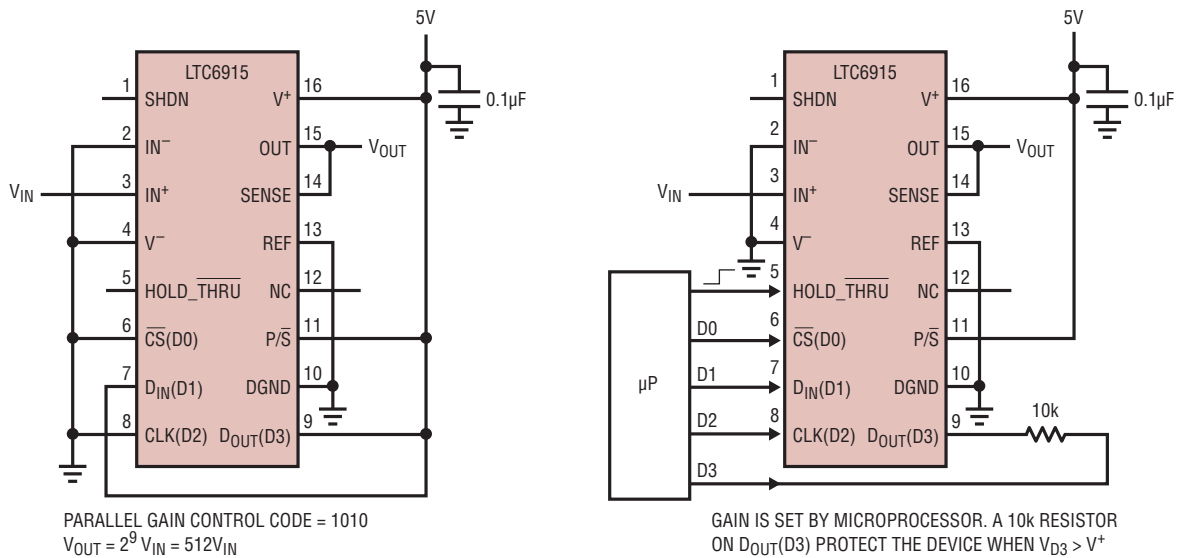 5V
LTC6915
1
SHDN
16
V+
0.1µF
2
IN−
15
OUT
VOUT
VIN
3
IN+
14
SENSE
4
V−
13
REF
5
HOLD_THRU
12
NC
6
CS(D0)
11
P/S
7
DIN(D1)
10
DGND
8
CLK(D2)
9
DOUT(D3)
PARALLEL GAIN CONTROL CODE = 1010
VOUT = 2⁹ VIN = 512VIN
5V
LTC6915
1
SHDN
16
V+
0.1µF
2
IN−
15
OUT
VOUT
VIN
3
IN+
14
SENSE
4
V−
13
REF
5
HOLD_THRU
12
NC
D0
6
CS(D0)
11
P/S
µP
D1
7
DIN(D1)
10
DGND
D2
8
CLK(D2)
9
DOUT(D3)
10k
D3
GAIN IS SET BY MICROPROCESSOR. A 10k RESISTOR
ON DOUT(D3) PROTECT THE DEVICE WHEN VD3 > V+